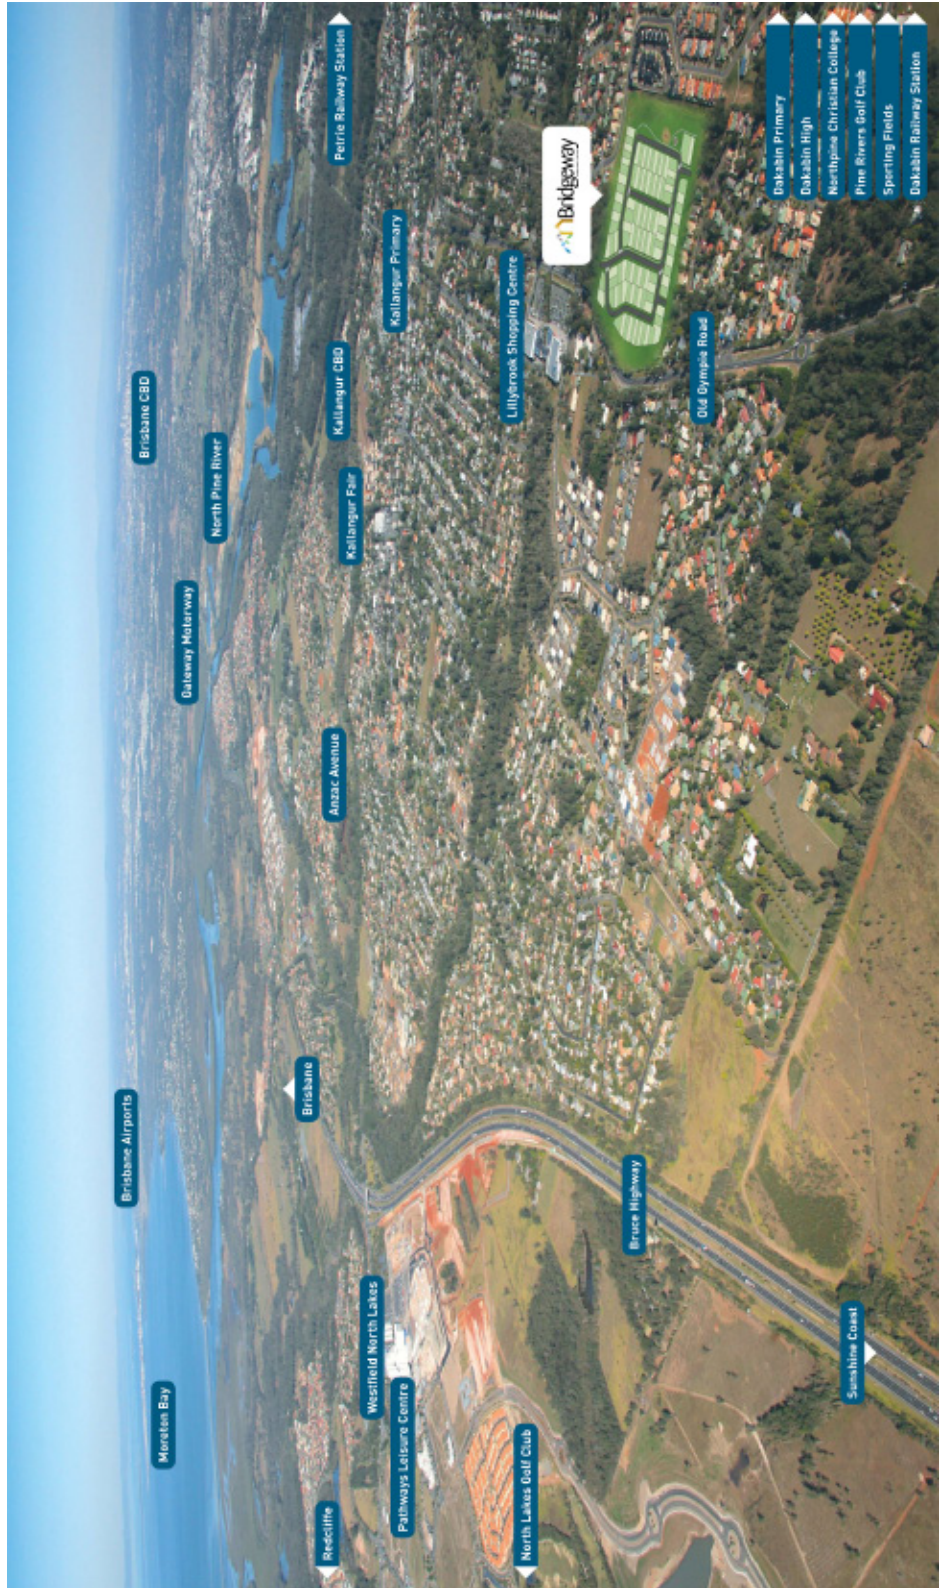 Brisbane Airports
Brisbane CBD
Moreton Bay
Gateway Motorway
North Pine River
Brisbane
Redcliffe
Anzac Avenue
Kallangur CBD
Petrie Railway Station
Kallangur Fair
Westfield North Lakes
Kallangur Primary
Pathways Leisure Centre
Lillybrook Shopping Centre
North Lakes Golf Club
Bridgeway
Bruce Highway
Old Gympie Road
Dakabin Primary
Dakabin High
Northpine Christian College
Pine Rivers Golf Club
Sporting Fields
Dakabin Railway Station
Sunshine Coast